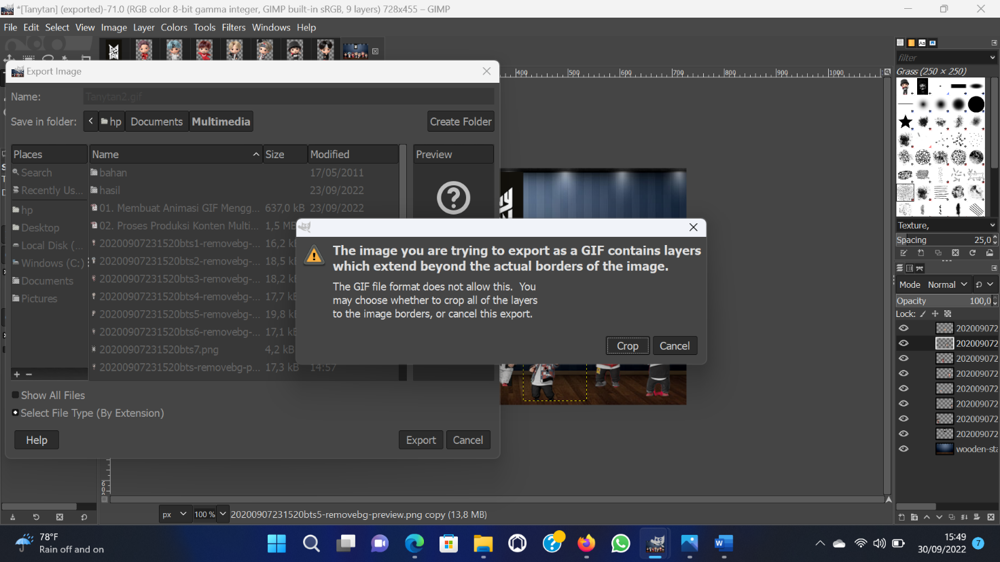 *[Tanytan] (exported)-71.0 (RGB color 8-bit gamma integer, GIMP built-in sRGB, 9 layers) 728x455 – GIMP
File Edit Select View Image Layer Colors Tools Filters Windows Help
Export Image
Name: Tanytan2.gif
Save in folder: hp Documents Multimedia Create Folder
Places Name Size Modified Preview
Search bahan 17/05/2011
Recently Us... hasil 23/09/2022
hp 01. Membuat Animasi GIF Mengg... 637,0 kB 23/09/2022
Desktop 02. Proses Produksi Konten Multi... 1,5 MB
Local Disk (... 20200907231520bts1-removebg-... 16,2 kB
Windows (C:) 20200907231520bts2-removebg-... 18,5 kB
Documents 20200907231520bts3-removebg-... 18,2 kB
Pictures 20200907231520bts4-removebg-... 17,7 kB
20200907231520bts5-removebg-... 19,8 kB
20200907231520bts6-removebg-... 17,1 kB
20200907231520bts7.png 4,2 kB
20200907231520bts-removebg-p... 17,3 kB 14:57
Show All Files
Select File Type (By Extension)
Help Export Cancel
The image you are trying to export as a GIF contains layers
which extend beyond the actual borders of the image.
The GIF file format does not allow this. You
may choose whether to crop all of the layers
to the image borders, or cancel this export.
Crop Cancel
400 500 600 700 800 900 1000
filter
Grass (250 × 250)
Texture,
Spacing 25,0
Mode Normal
Opacity 100,0
Lock:
202009072
202009072
202009072
202009072
202009072
202009072
202009072
202009072
wooden-sta
px 100 % 20200907231520bts5-removebg-preview.png copy (13,8 MB)
78°F
Rain off and on
15:49
30/09/2022
7